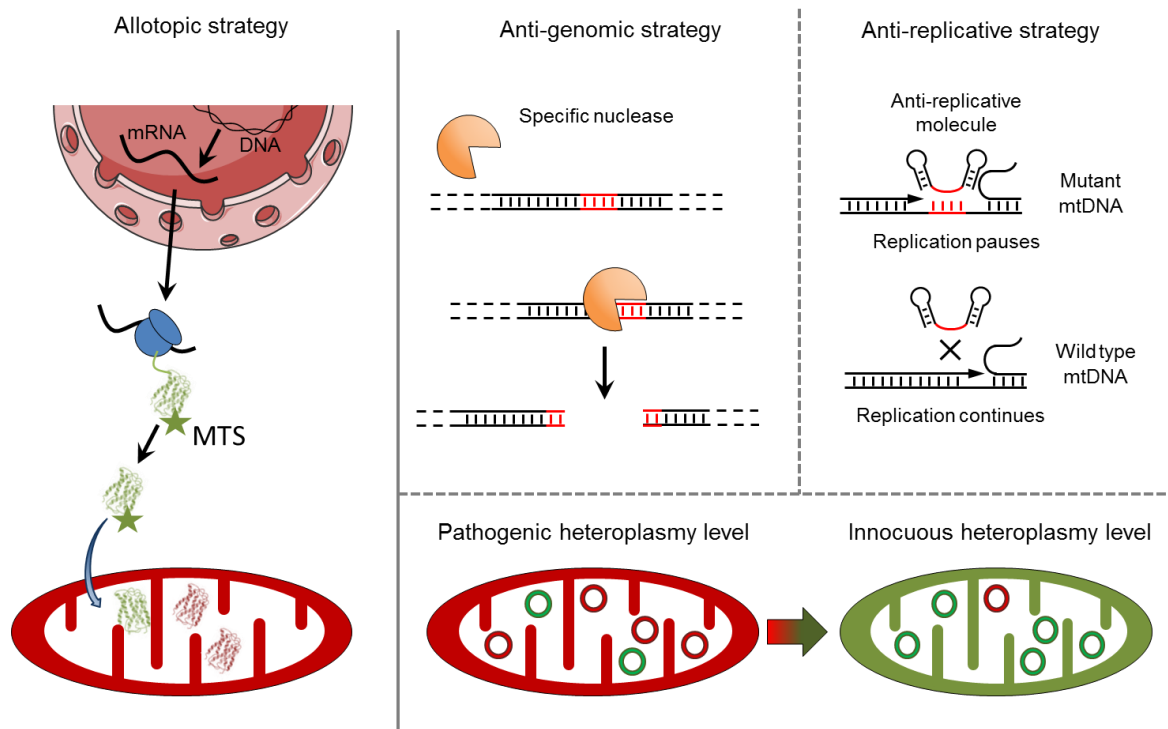 Allotopic strategy
mRNA
DNA
MTS
Anti-genomic strategy
Specific nuclease
Anti-replicative strategy
Anti-replicative
molecule
Mutant
mtDNA
Replication pauses
Wild type
mtDNA
Replication continues
Pathogenic heteroplasmy level
Innocuous heteroplasmy level